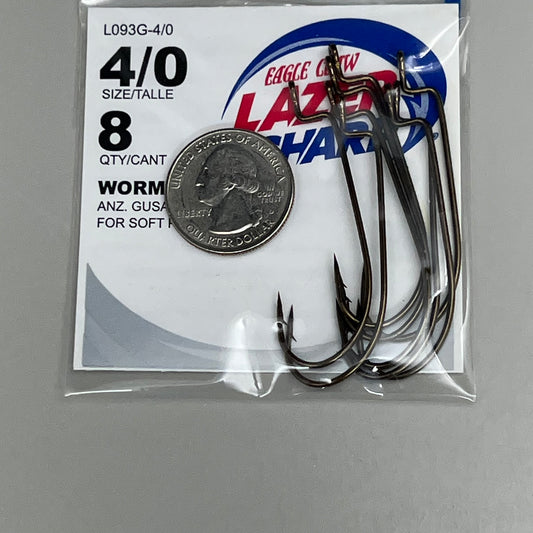 L093G-4/0
4/0
SIZE/TALLE
8
QTY/CANT
EAGLE CLAW
LAZER
SHARP
WORM
ANZ. GUSA
FOR SOFT
UNITED STATES OF AMERICA
LIBERTY
IN
GOD WE
TRUST
QUARTER DOLLAR